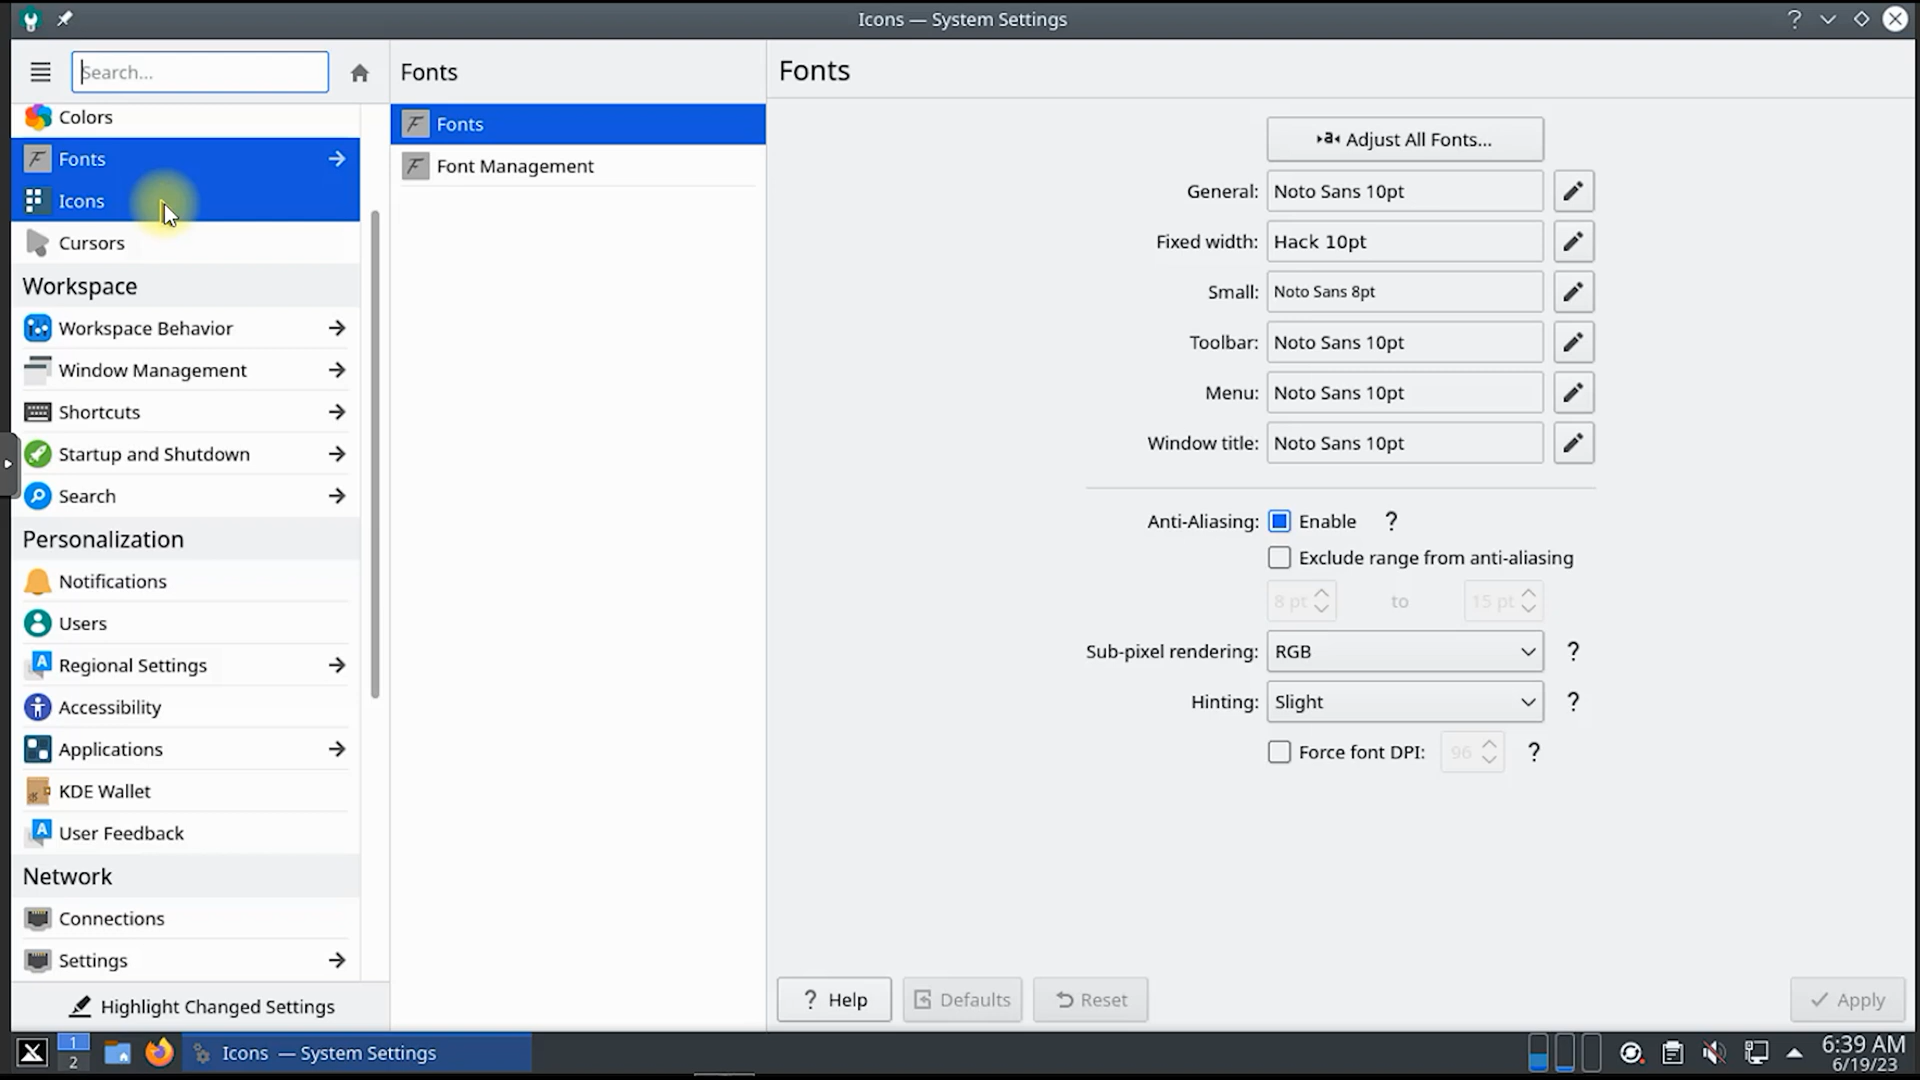 Icons — System Settings
Search...
Fonts
Fonts
Colors
Fonts
Icons
Cursors
Workspace
Workspace Behavior
Window Management
Shortcuts
Startup and Shutdown
Search
Personalization
Notifications
Users
Regional Settings
Accessibility
Applications
KDE Wallet
User Feedback
Network
Connections
Settings
Highlight Changed Settings
Fonts
Font Management
Adjust All Fonts...
General: Noto Sans 10pt
Fixed width: Hack 10pt
Small: Noto Sans 8pt
Toolbar: Noto Sans 10pt
Menu: Noto Sans 10pt
Window title: Noto Sans 10pt
Anti-Aliasing: Enable ?
Exclude range from anti-aliasing
8 pt to 15 pt
Sub-pixel rendering: RGB ?
Hinting: Slight ?
Force font DPI: 96 ?
? Help
Defaults
Reset
Apply
1
2
Icons — System Settings
6:39 AM
6/19/23